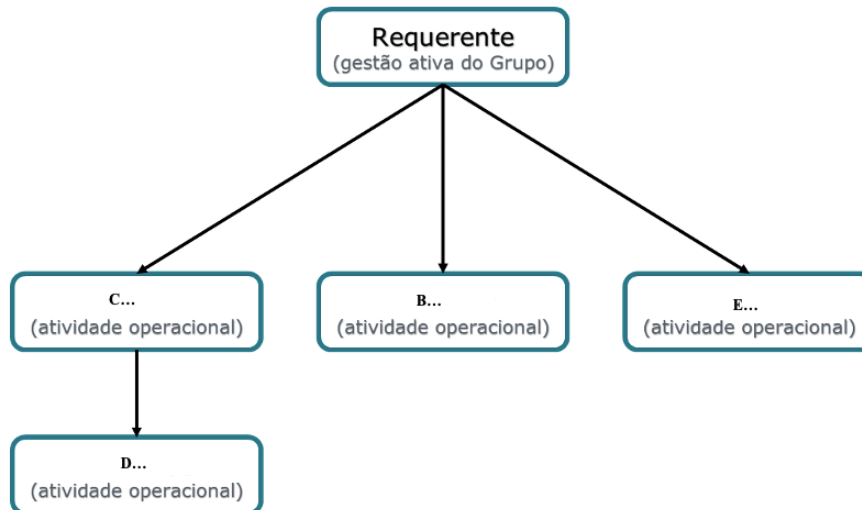 Requerente
(gestão ativa do Grupo)
C...
(atividade operacional)
B...
(atividade operacional)
E...
(atividade operacional)
D...
(atividade operacional)